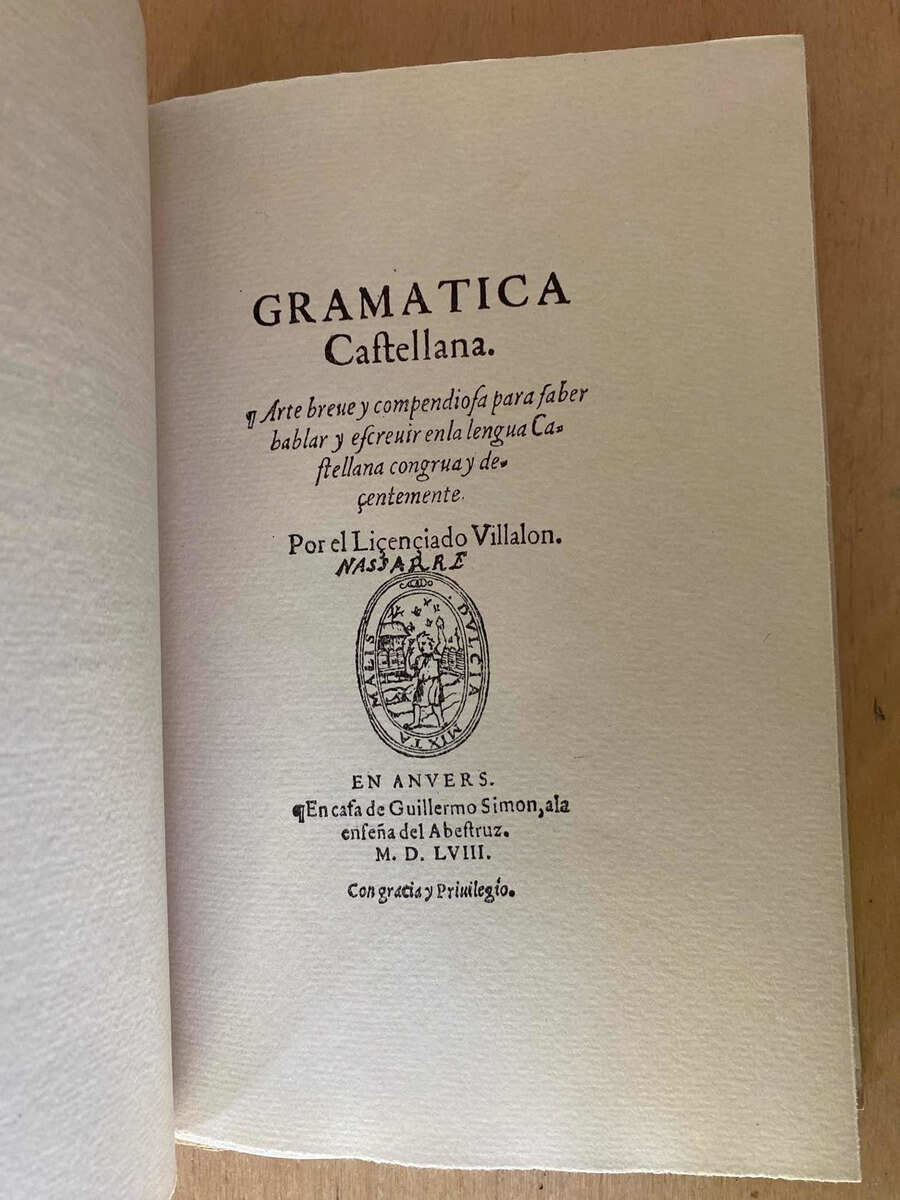 GRAMATICA
Caſtellana.
¶ Arte breue y compendioſa para ſaber
hablar y eſcreuir enla lengua Ca-
ſtellana congrua y de-
çentemente.
Por el Liçençiado Villalon.
NASSARRE
DVLCIA MIXTA MALIS
EN ANVERS.
¶En caſa de Guillermo Simon, ala
enſeña del Abeſtruz.
M. D. LVIII.
Con gracia y Priuilegio.